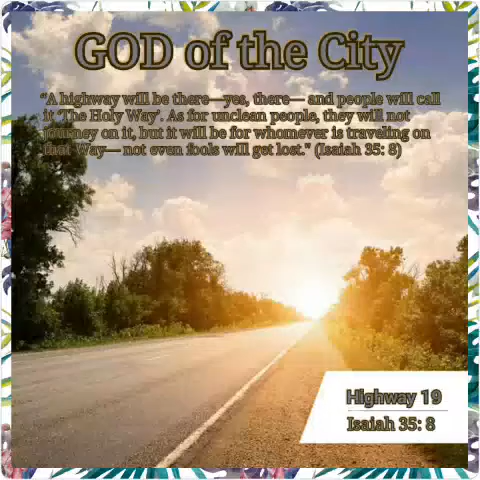 GOD of the City
"A highway will be there—yes, there— and people will call
it 'The Holy Way'. As for unclean people, they will not
journey on it, but it will be for whomever is traveling on
that Way— not even fools will get lost." (Isaiah 35: 8)
Highway 19
Isaiah 35: 8